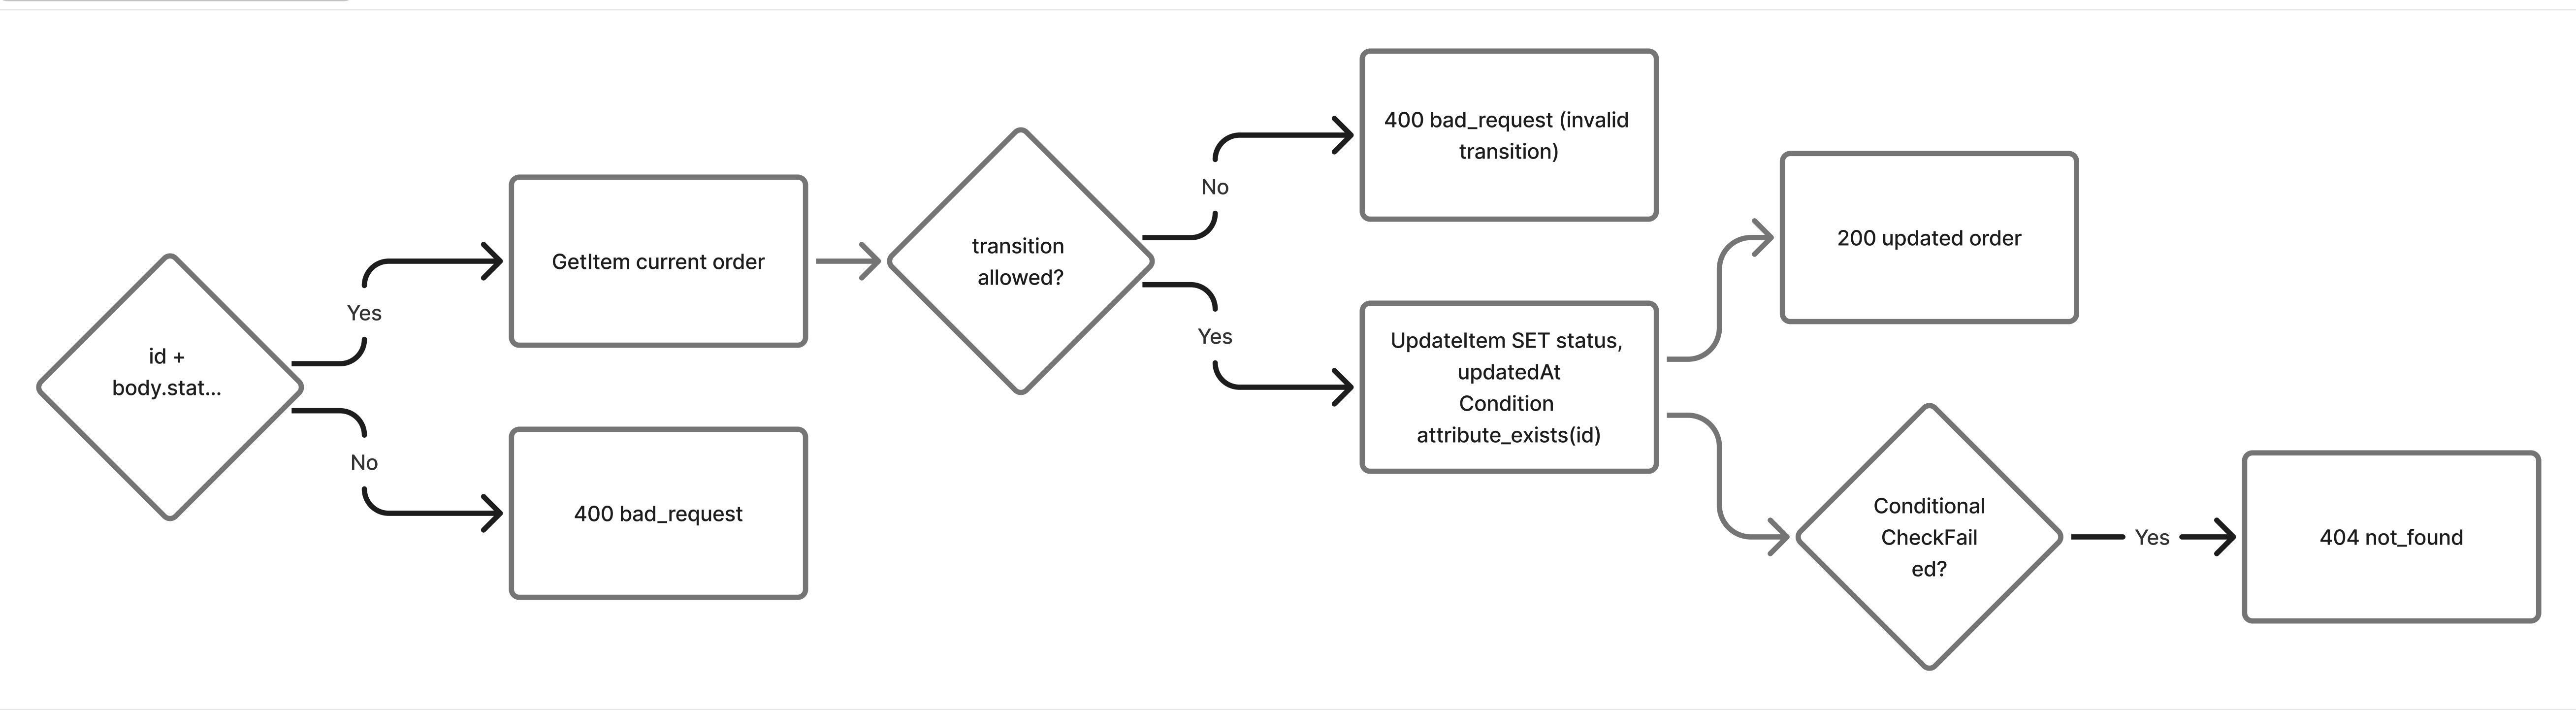 id +
body.stat...
Yes
No
GetItem current order
400 bad_request
transition
allowed?
No
Yes
400 bad_request (invalid
transition)
UpdateItem SET status,
updatedAt
Condition
attribute_exists(id)
200 updated order
Conditional
CheckFail
ed?
Yes
404 not_found